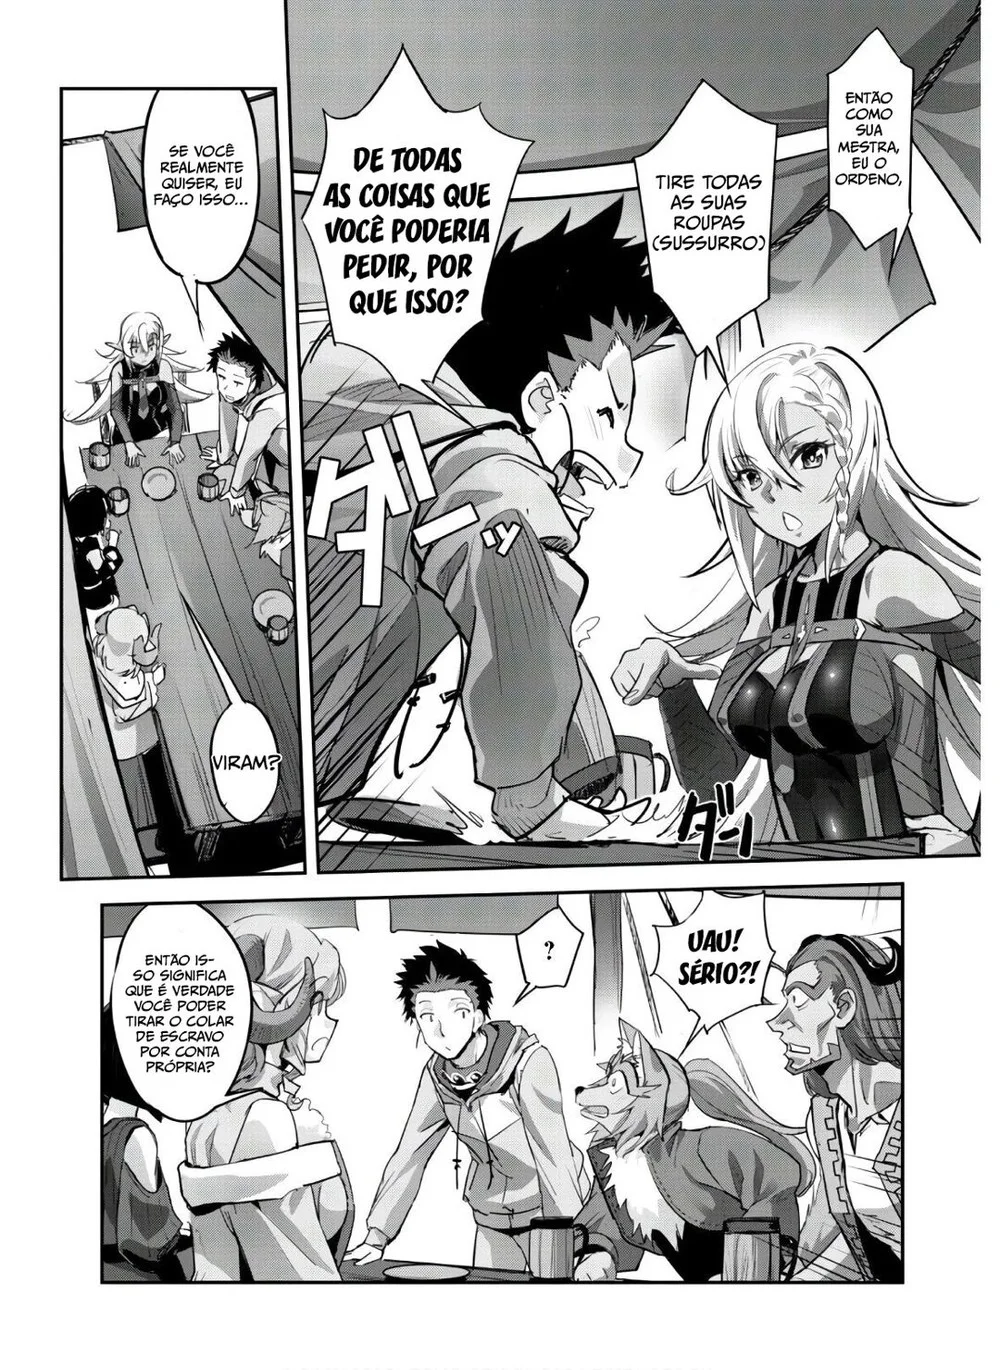 ENTÃO
COMO
SUA
MESTRA,
EU O
ORDENO,
TIRE TODAS
AS SUAS
ROUPAS
(SUSSURRO)
DE TODAS
AS COISAS QUE
VOCÊ PODERIA
PEDIR, POR
QUE ISSO?
ダーッ
ダーン
SE VOCÊ
REALMENTE
QUISER, EU
FAÇO ISSO...
VIRAM?
UAU!
SÉRIO?!
?
ENTÃO IS-
SO SIGNIFICA
QUE É VERDADE
VOCÊ PODER
TIRAR O COLAR
DE ESCRAVO
POR CONTA
PRÓPRIA?